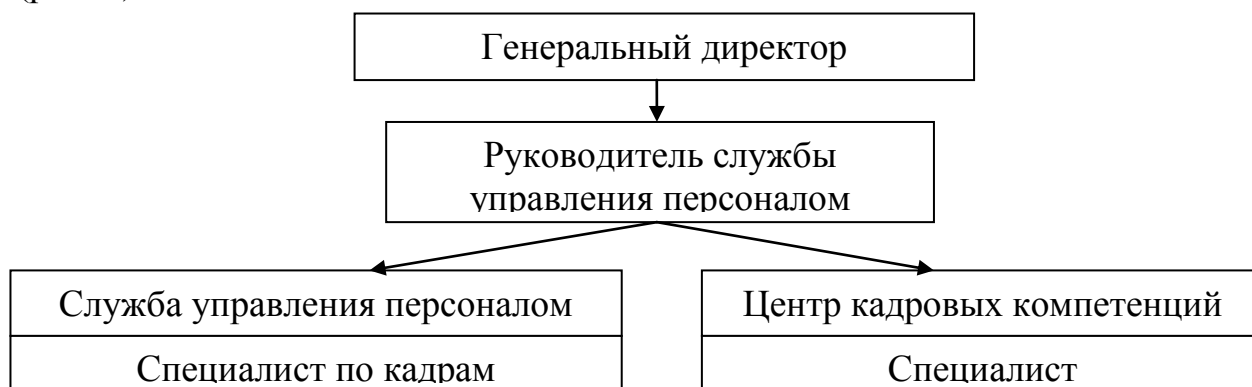 Генеральный директор
Руководитель службы
управления персоналом
Служба управления персоналом
Центр кадровых компетенций
Специалист по кадрам
Специалист